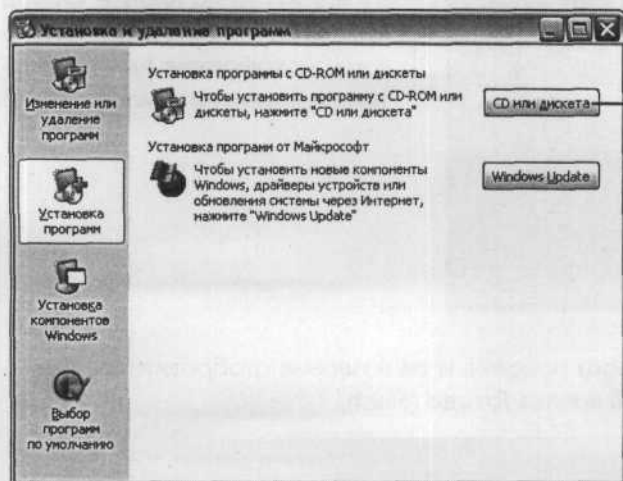 Установка и удаление программ
Изменение или
удаление
программ
Установка
программ
Установка
компонентов
Windows
Выбор
программ
по умолчанию
Установка программы с CD-ROM или дискеты
Чтобы установить программу с CD-ROM или
дискеты, нажмите "CD или дискета"
CD или дискета
Установка програмн от Майкрософт
Чтобы установить новые компоненты
Windows, драйверы устройств или
обновления системы через Интернет,
нажмите "Windows Update"
Windows Update